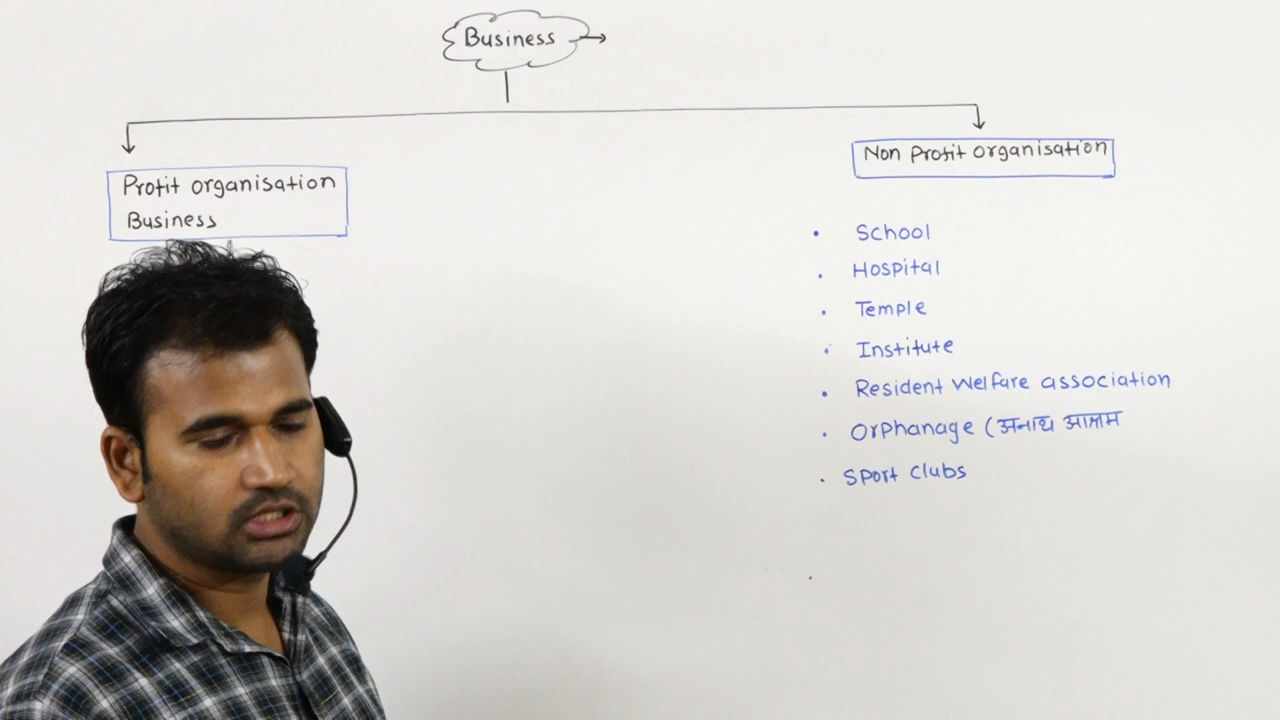 Business
Profit organisation
Business
Non Profit organisation
School
Hospital
Temple
Institute
Resident Welfare association
Orphanage (अनाथ आश्रम
Sport clubs